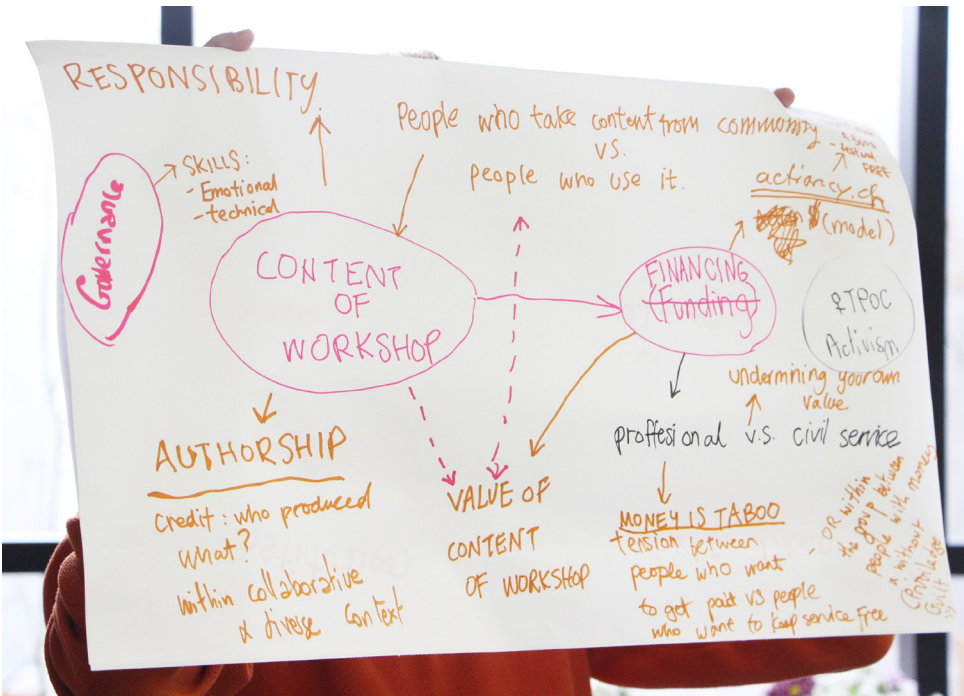 RESPONSIBILITY
People who take content from community
vs.
people who use it.
FREE
actiancy.ch
$ (model)
Governance
SKILLS:
- Emotional
- technical
CONTENT
OF
WORKSHOP
FINANCING
(Funding)
TPOC
Activism
undermining your own
value
proffesional v.s. civil service
AUTHORSHIP
Credit: who produced
what?
within collaborative
& diverse context
VALUE OF
CONTENT
OF WORKSHOP
MONEY IS TABOO
tension between
people who want
to get paid vs people
who want to keep service free
OR within
the group between
people with money
& without
(Privilege
Guilt